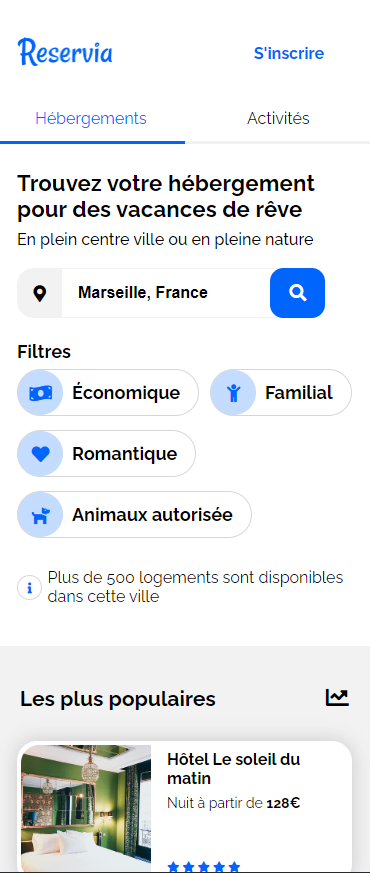 Reservia
S'inscrire
Hébergements
Activités
Trouvez votre hébergement
pour des vacances de rêve
En plein centre ville ou en pleine nature
Marseille, France
Filtres
Économique
Familial
Romantique
Animaux autorisée
Plus de 500 logements sont disponibles
dans cette ville
Les plus populaires
Hôtel Le soleil du
matin
Nuit à partir de 128€